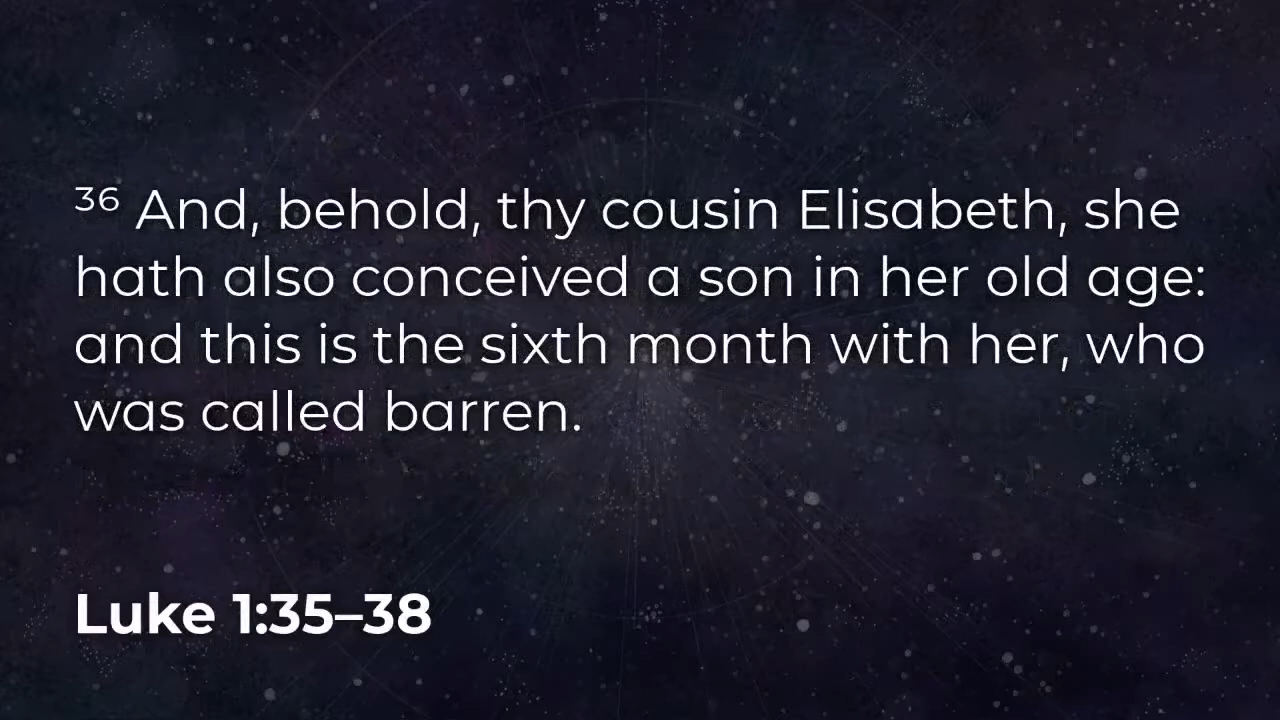 ³⁶ And, behold, thy cousin Elisabeth, she
hath also conceived a son in her old age:
and this is the sixth month with her, who
was called barren.
Luke 1:35–38